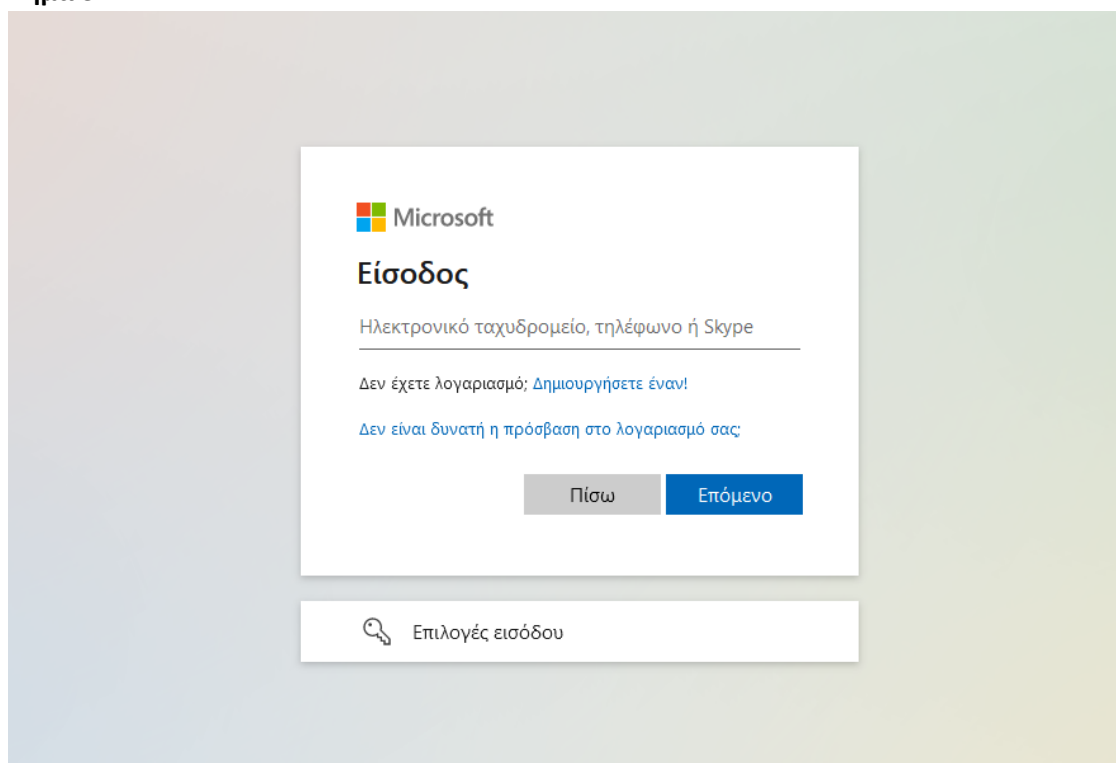 Microsoft
Είσοδος
Ηλεκτρονικό ταχυδρομείο, τηλέφωνο ή Skype
Δεν έχετε λογαριασμό; Δημιουργήσετε έναν!
Δεν είναι δυνατή η πρόσβαση στο λογαριασμό σας;
Πίσω Επόμενο
Επιλογές εισόδου